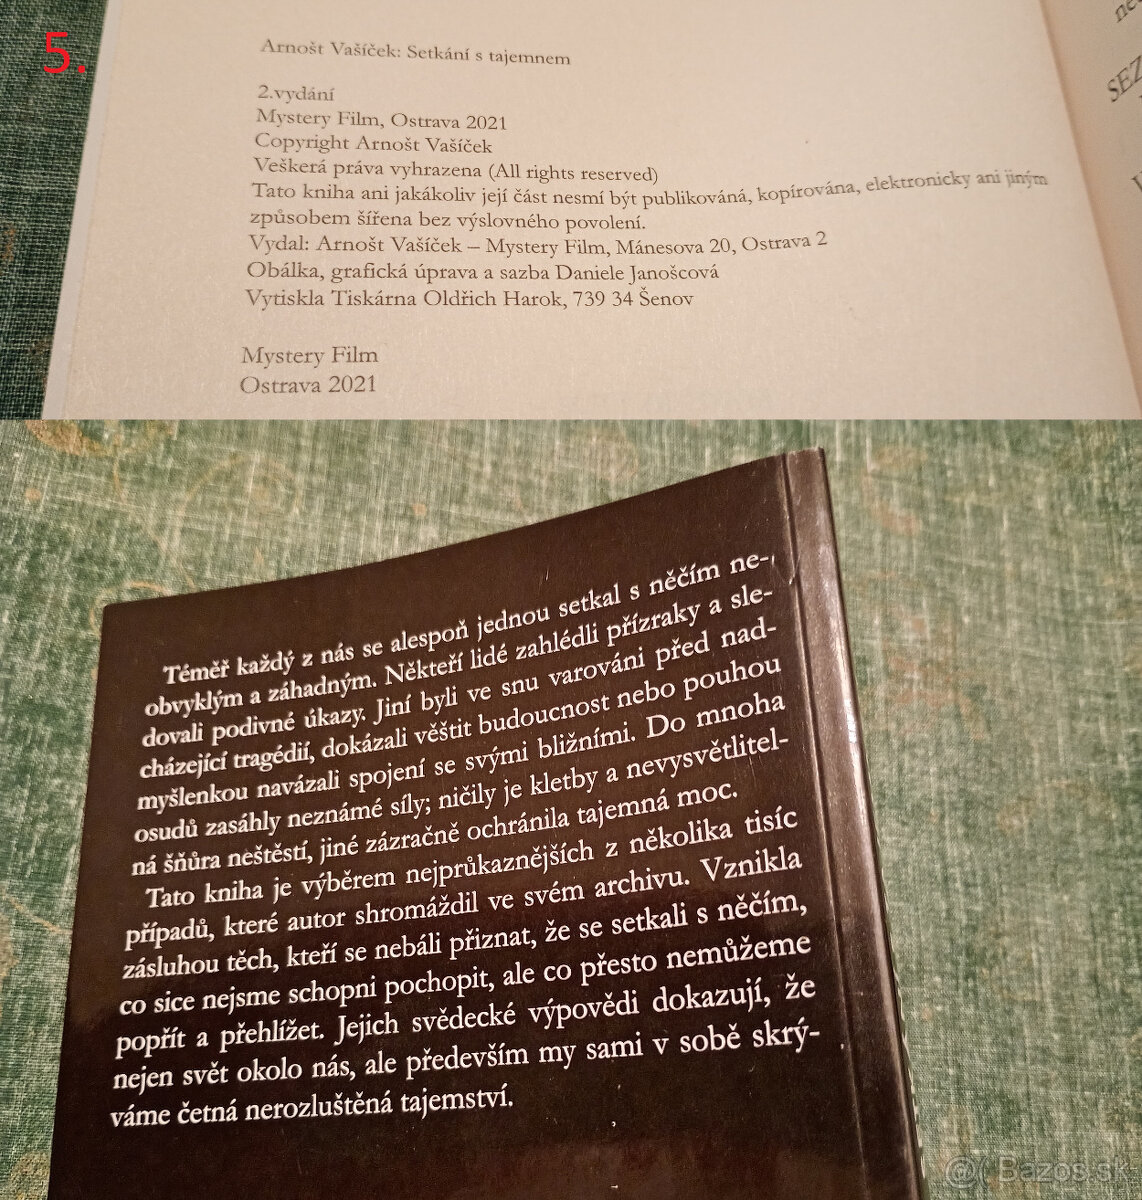 5.
Arnošt Vašíček: Setkání s tajemnem
2.vydání
Mystery Film, Ostrava 2021
Copyright Arnošt Vašíček
Veškerá práva vyhrazena (All rights reserved)
Tato kniha ani jakákoliv její část nesmí být publikováná, kopírována, elektronicky ani jiným
způsobem šířena bez výslovného povolení.
Vydal: Arnošt Vašíček – Mystery Film, Mánesova 20, Ostrava 2
Obálka, grafická úprava a sazba Daniele Janošcová
Vytiskla Tiskárna Oldřich Harok, 739 34 Šenov
Mystery Film
Ostrava 2021
Téměř každý z nás se alespoň jednou setkal s něčím ne-
obvyklým a záhadným. Někteří lidé zahlédli přízraky a sle-
dovali podivné úkazy. Jiní byli ve snu varováni před nad-
cházející tragédií, dokázali věštit budoucnost nebo pouhou
myšlenkou navázali spojení se svými bližními. Do mnoha
osudů zasáhly neznámé síly; ničily je kletby a nevysvětlitel-
ná šňůra neštěstí, jiné zázračně ochránila tajemná moc.
Tato kniha je výběrem nejprůkaznějších z několika tisíc
případů, které autor shromáždil ve svém archivu. Vznikla
zásluhou těch, kteří se nebáli přiznat, že se setkali s něčím,
co sice nejsme schopni pochopit, ale co přesto nemůžeme
popřít a přehlížet. Jejich svědecké výpovědi dokazují, že
nejen svět okolo nás, ale především my sami v sobě skrý-
váme četná nerozluštěná tajemství.
Bazos.sk